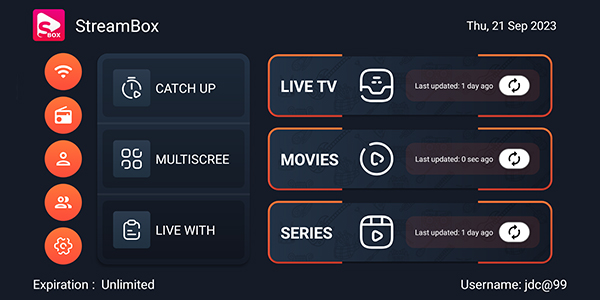 BOX
StreamBox
Thu, 21 Sep 2023
CATCH UP
LIVE TV
Last updated: 1 day ago
MULTISCREE
MOVIES
Last updated: 0 sec ago
LIVE WITH
SERIES
Last updated: 1 day ago
Expiration : Unlimited
Username: jdc@99